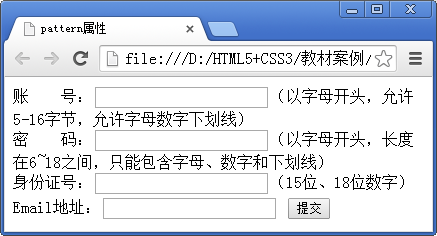 pattern属性
file:///D:/HTML5+CSS3/教材案例/
账 号： （以字母开头，允许
5-16字节，允许字母数字下划线）
密 码： （以字母开头，长度
在6~18之间，只能包含字母、数字和下划线）
身份证号： （15位、18位数字）
Email地址： 提交